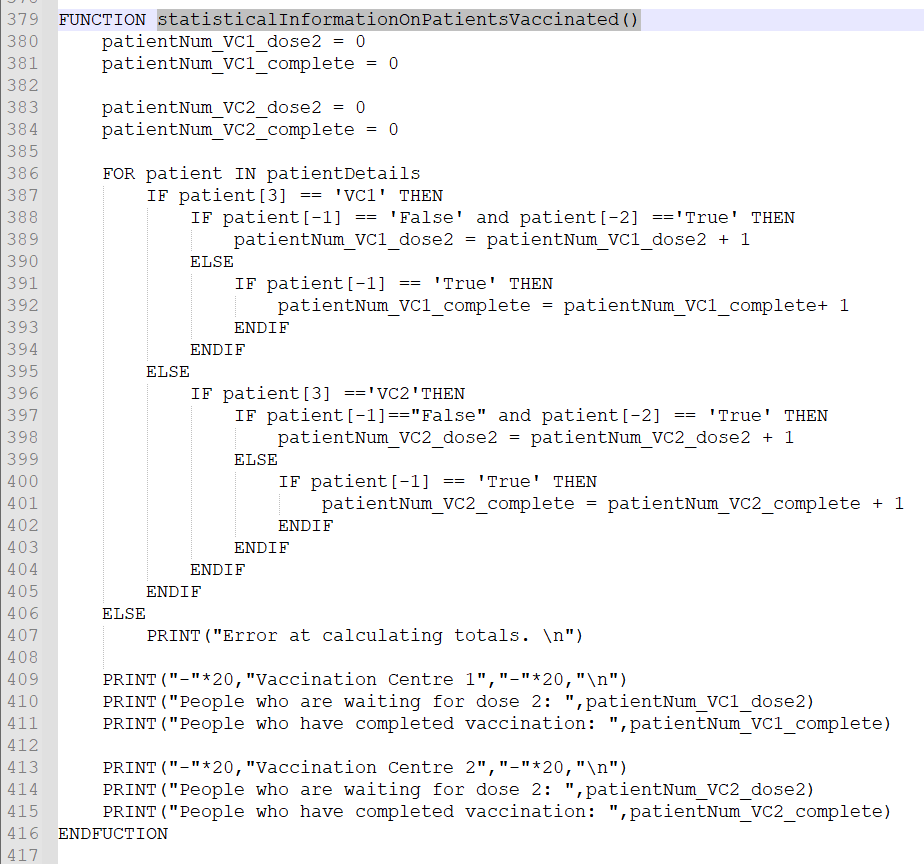 379 FUNCTION statisticalInformationOnPatientsVaccinated()
380     patientNum_VC1_dose2 = 0
381     patientNum_VC1_complete = 0
382
383     patientNum_VC2_dose2 = 0
384     patientNum_VC2_complete = 0
385
386     FOR patient IN patientDetails
387         IF patient[3] == 'VC1' THEN
388             IF patient[-1] == 'False' and patient[-2] =='True' THEN
389                 patientNum_VC1_dose2 = patientNum_VC1_dose2 + 1
390             ELSE
391                 IF patient[-1] == 'True' THEN
392                     patientNum_VC1_complete = patientNum_VC1_complete+ 1
393                 ENDIF
394             ENDIF
395         ELSE
396             IF patient[3] =='VC2'THEN
397                 IF patient[-1]=="False" and patient[-2] == 'True' THEN
398                     patientNum_VC2_dose2 = patientNum_VC2_dose2 + 1
399                 ELSE
400                     IF patient[-1] == 'True' THEN
401                         patientNum_VC2_complete = patientNum_VC2_complete + 1
402                     ENDIF
403                 ENDIF
404             ENDIF
405         ENDIF
406     ELSE
407         PRINT("Error at calculating totals. \n")
408
409     PRINT("-"*20,"Vaccination Centre 1","-"*20,"\n")
410     PRINT("People who are waiting for dose 2: ",patientNum_VC1_dose2)
411     PRINT("People who have completed vaccination: ",patientNum_VC1_complete)
412
413     PRINT("-"*20,"Vaccination Centre 2","-"*20,"\n")
414     PRINT("People who are waiting for dose 2: ",patientNum_VC2_dose2)
415     PRINT("People who have completed vaccination: ",patientNum_VC2_complete)
416 ENDFUCTION
417